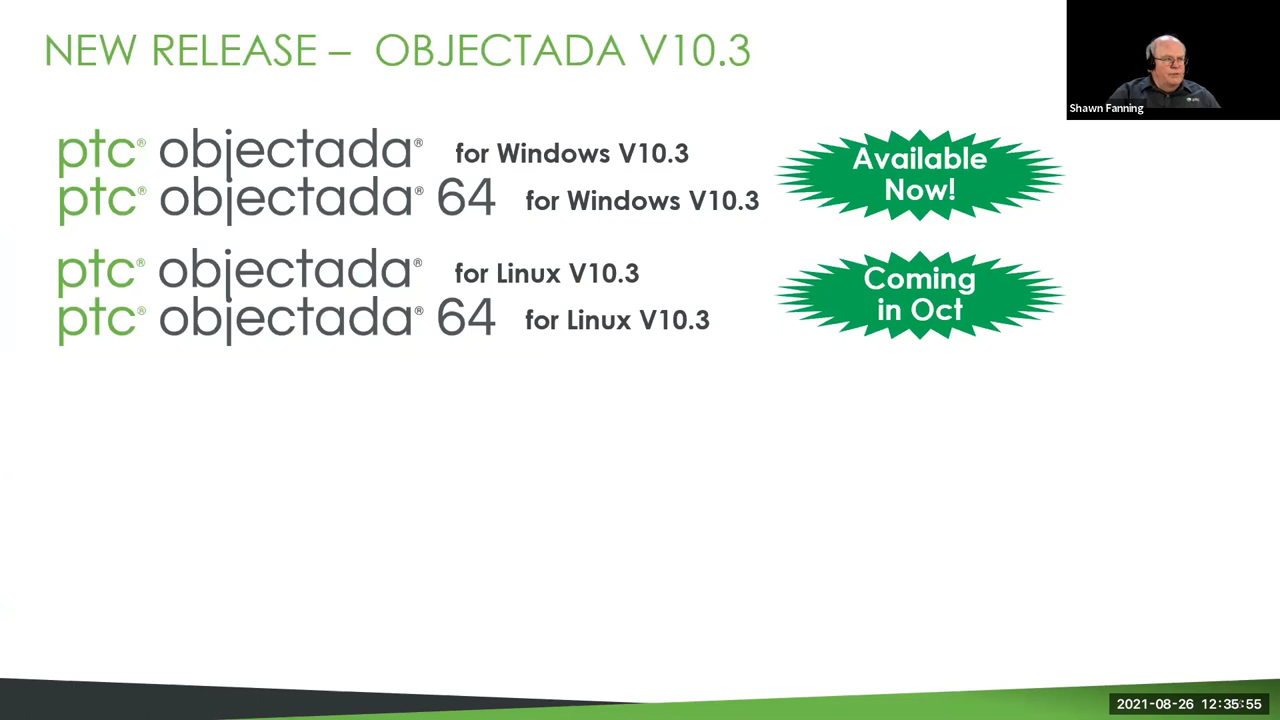 NEW RELEASE – OBJECTADA V10.3
Shawn Fanning
ptc® objectada® for Windows V10.3
ptc® objectada® 64 for Windows V10.3
Available
Now!
ptc® objectada® for Linux V10.3
ptc® objectada® 64 for Linux V10.3
Coming
in Oct
2021-08-26 12:35:55